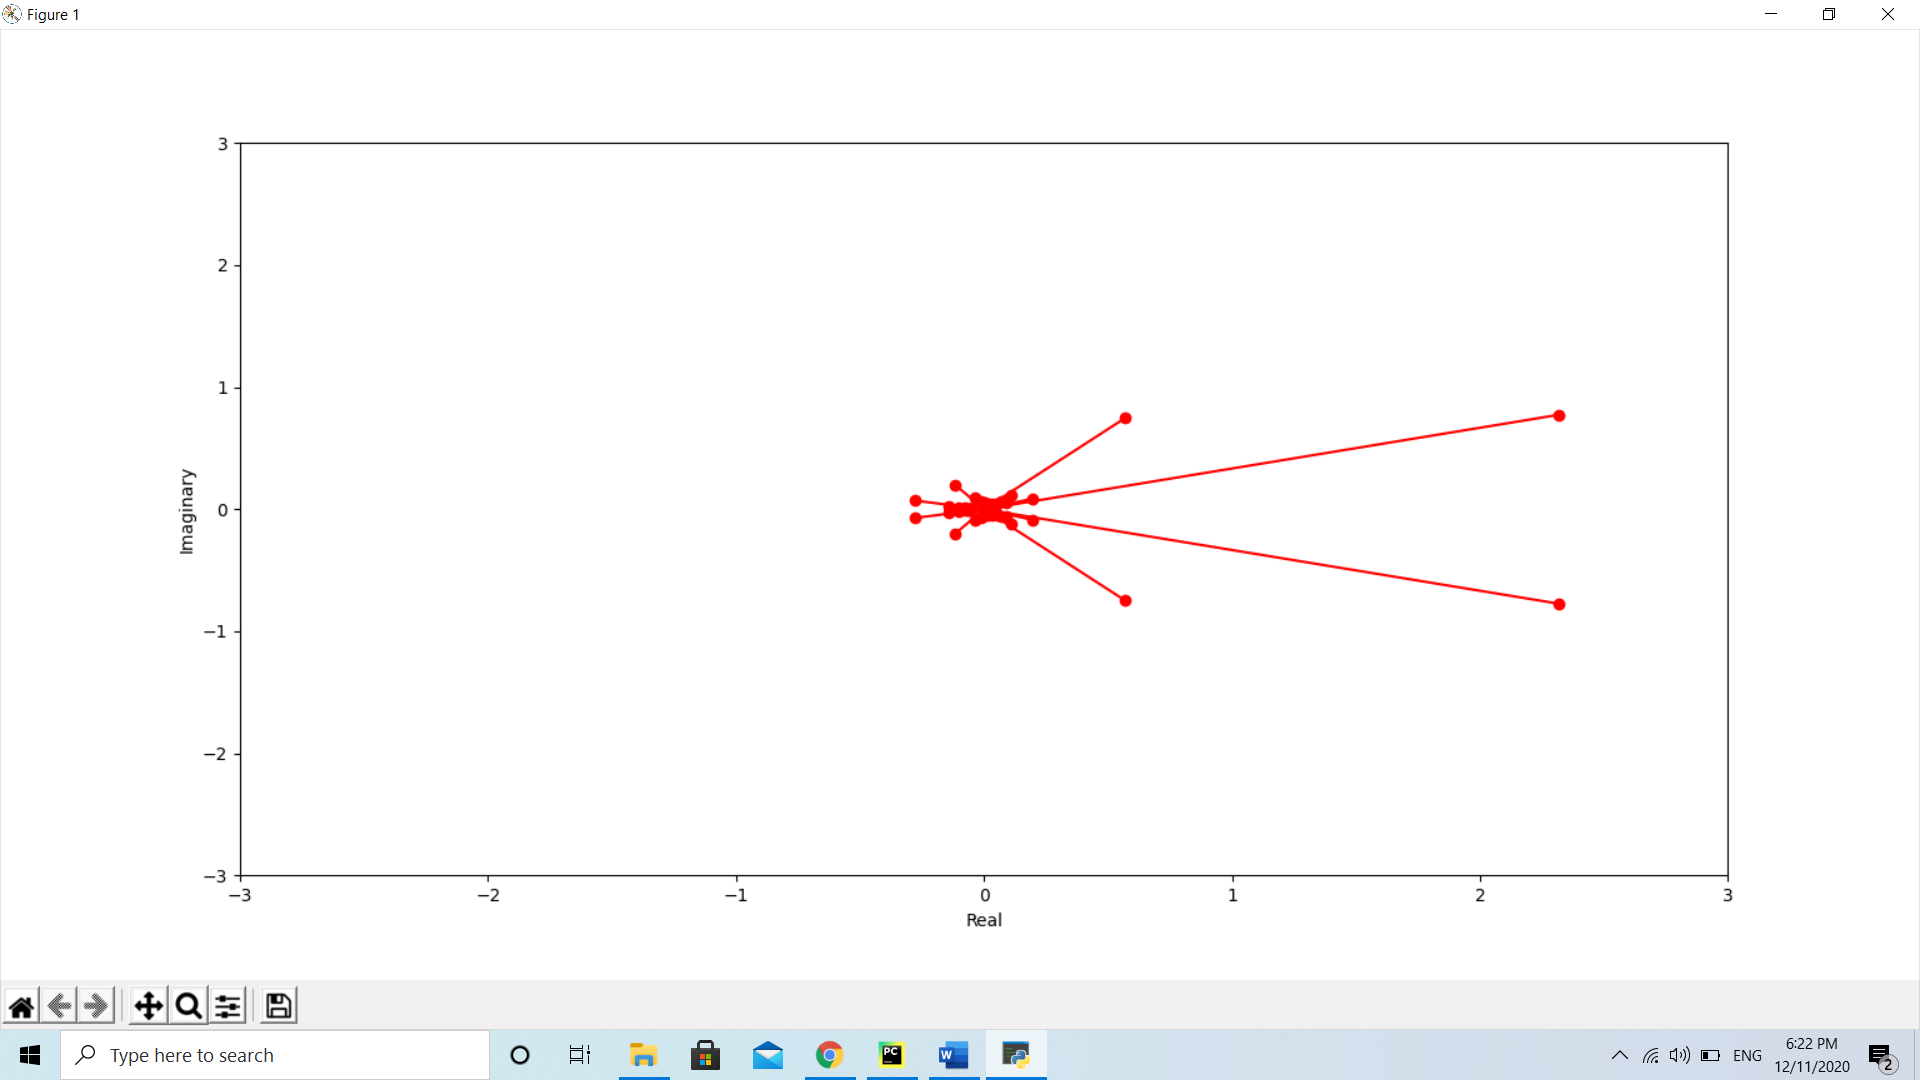 Figure 1
3
2
1
0
−1
−2
−3
Imaginary
−3 −2 −1 0 1 2 3
Real
Type here to search
PC
W
ENG
6:22 PM
12/11/2020
2